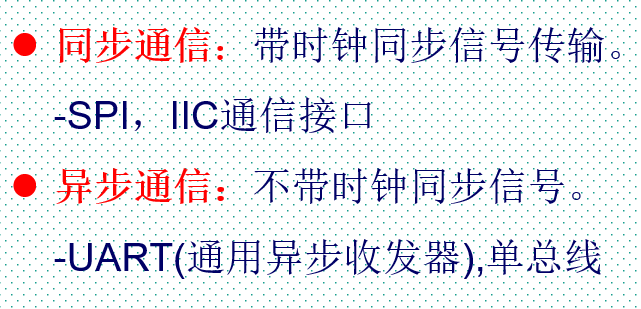 ● 同步通信：带时钟同步信号传输。
-SPI，IIC通信接口
● 异步通信：不带时钟同步信号。
-UART(通用异步收发器),单总线